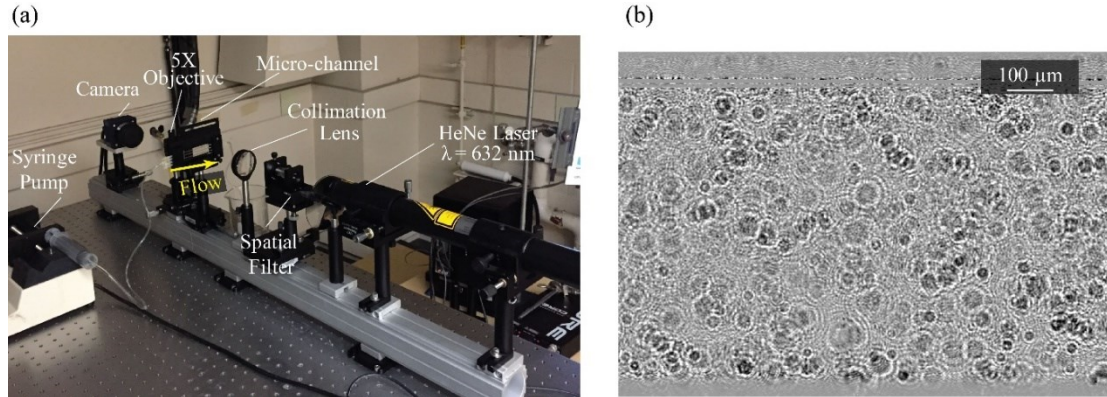 (a)
(b)
5X
Objective
Micro-channel
Camera
Collimation
Lens
HeNe Laser
λ = 632 nm
Syringe
Pump
Flow
Spatial
Filter
100 μm